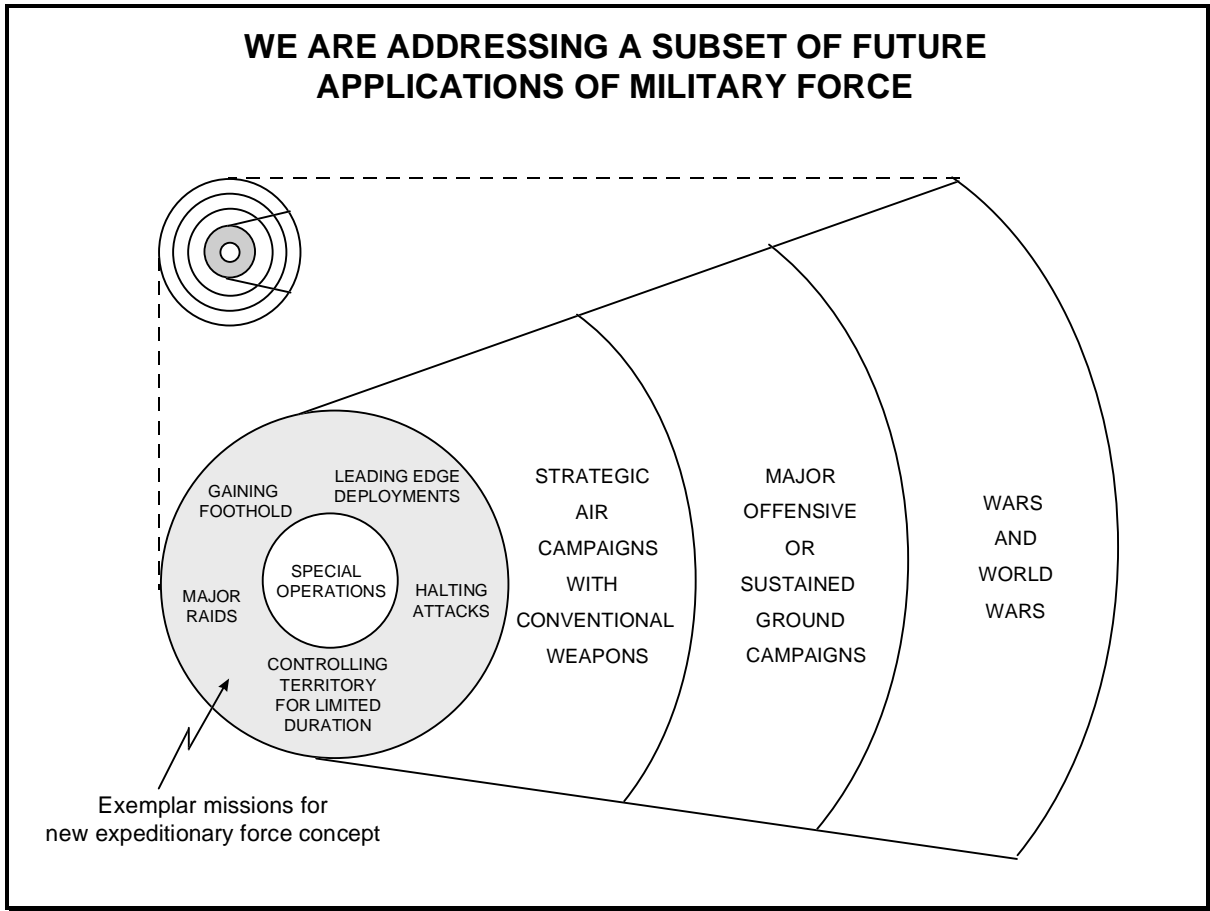 WE ARE ADDRESSING A SUBSET OF FUTURE
APPLICATIONS OF MILITARY FORCE
GAINING
FOOTHOLD
LEADING EDGE
DEPLOYMENTS
SPECIAL
OPERATIONS
MAJOR
RAIDS
HALTING
ATTACKS
CONTROLLING
TERRITORY
FOR LIMITED
DURATION
STRATEGIC
AIR
CAMPAIGNS
WITH
CONVENTIONAL
WEAPONS
MAJOR
OFFENSIVE
OR
SUSTAINED
GROUND
CAMPAIGNS
WARS
AND
WORLD
WARS
Exemplar missions for
new expeditionary force concept